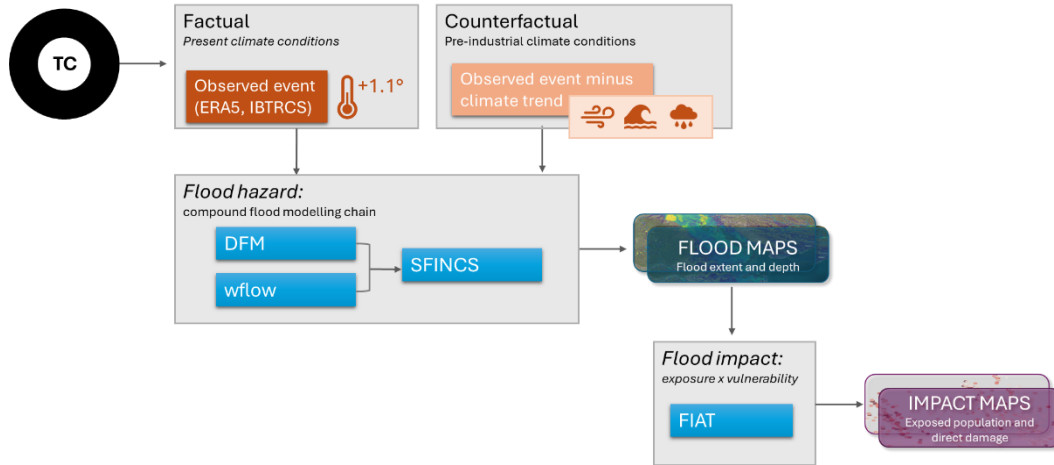 TC
Factual
Present climate conditions
Observed event
(ERA5, IBTRCS)
+1.1°
Counterfactual
Pre-industrial climate conditions
Observed event minus
climate trend
Flood hazard:
compound flood modelling chain
DFM
wflow
SFINCS
FLOOD MAPS
Flood extent and depth
Flood impact:
exposure x vulnerability
FIAT
IMPACT MAPS
Exposed population and
direct damage